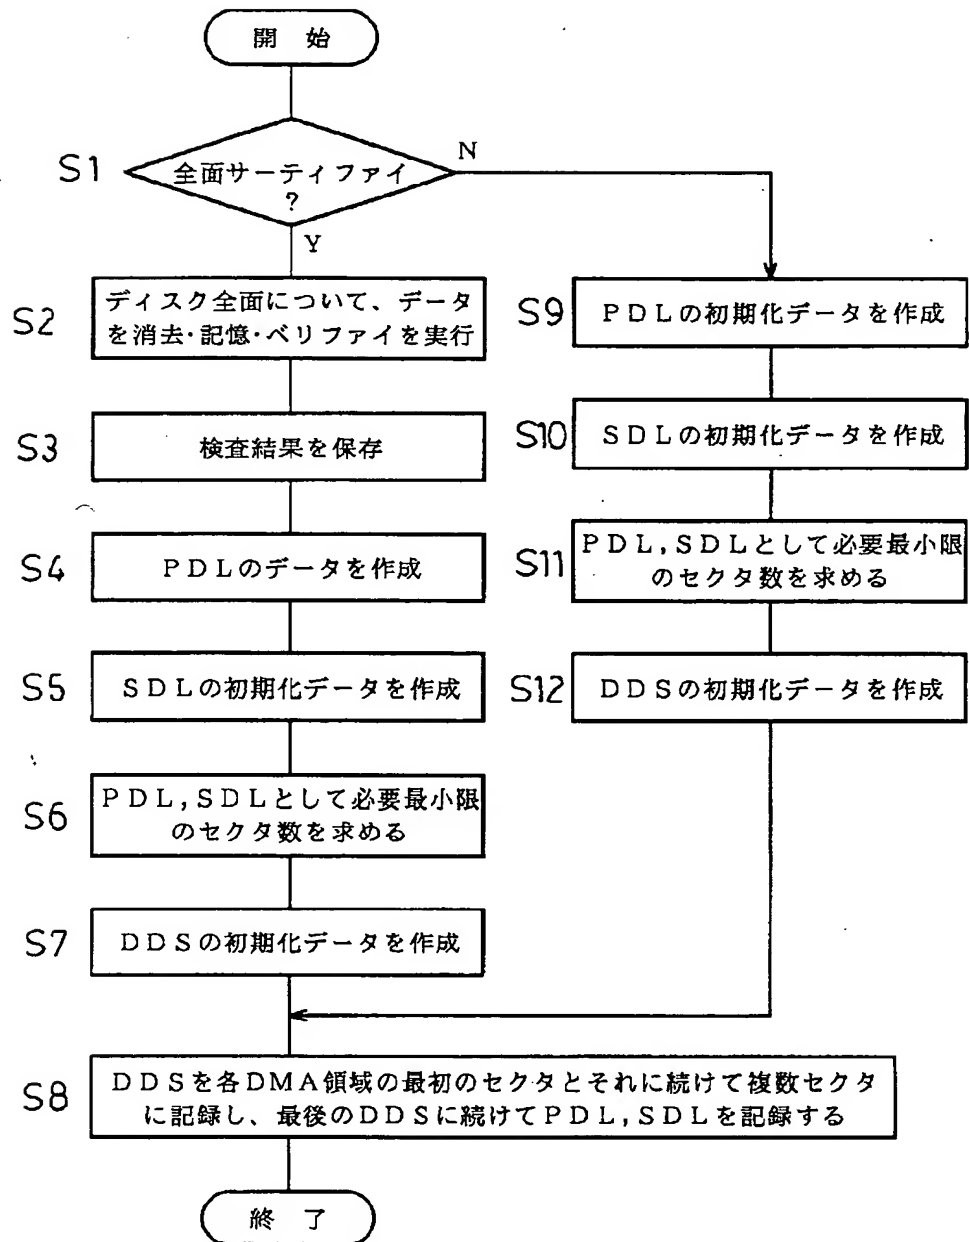 開 始
S1
全面サーティファイ
?
N
Y
S2
ディスク全面について、データ
を消去･記憶･ベリファイを実行
S3
検査結果を保存
S4
PDLのデータを作成
S5
SDLの初期化データを作成
S6
PDL,SDLとして必要最小限
のセクタ数を求める
S7
DDSの初期化データを作成
S9
PDLの初期化データを作成
S10
SDLの初期化データを作成
S11
PDL,SDLとして必要最小限
のセクタ数を求める
S12
DDSの初期化データを作成
S8
DDSを各DMA領域の最初のセクタとそれに続けて複数セクタ
に記録し、最後のDDSに続けてPDL,SDLを記録する
終 了